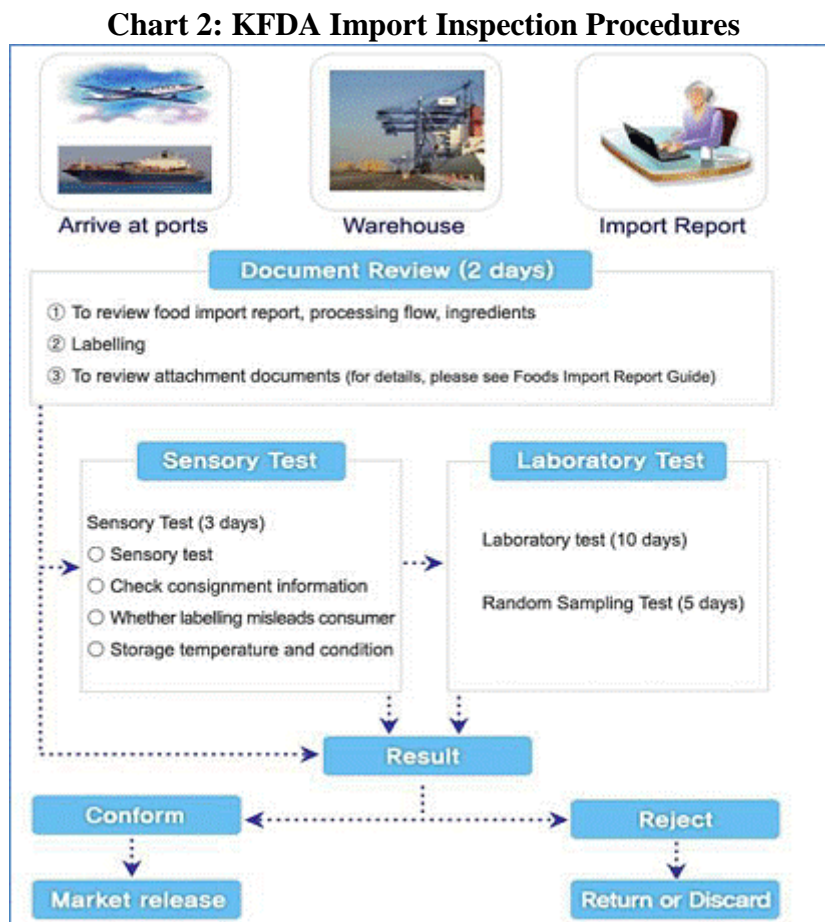 Chart 2: KFDA Import Inspection Procedures
Arrive at ports
Warehouse
Import Report
Document Review (2 days)
① To review food import report, processing flow, ingredients
② Labelling
③ To review attachment documents (for details, please see Foods Import Report Guide)
Sensory Test
Sensory Test (3 days)
○ Sensory test
○ Check consignment information
○ Whether labelling misleads consumer
○ Storage temperature and condition
Laboratory Test
Laboratory test (10 days)
Random Sampling Test (5 days)
Result
Conform
Reject
Market release
Return or Discard